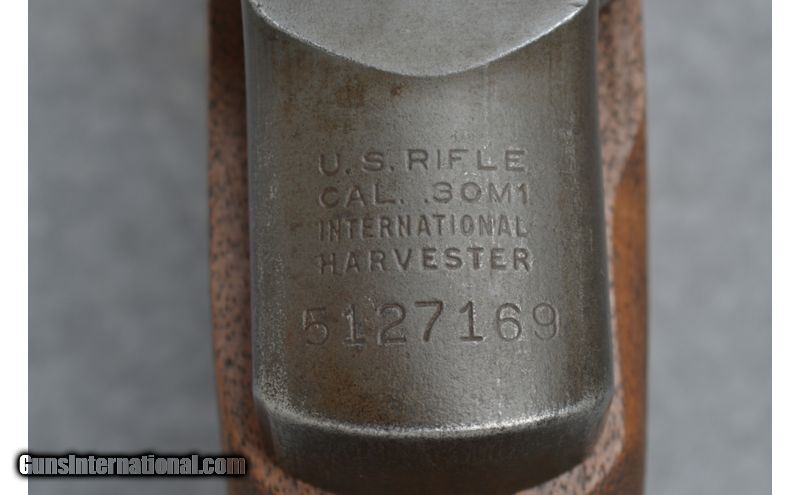 U.S. RIFLE
CAL. .30M1
INTERNATIONAL
HARVESTER
5127169
GunsInternational.com